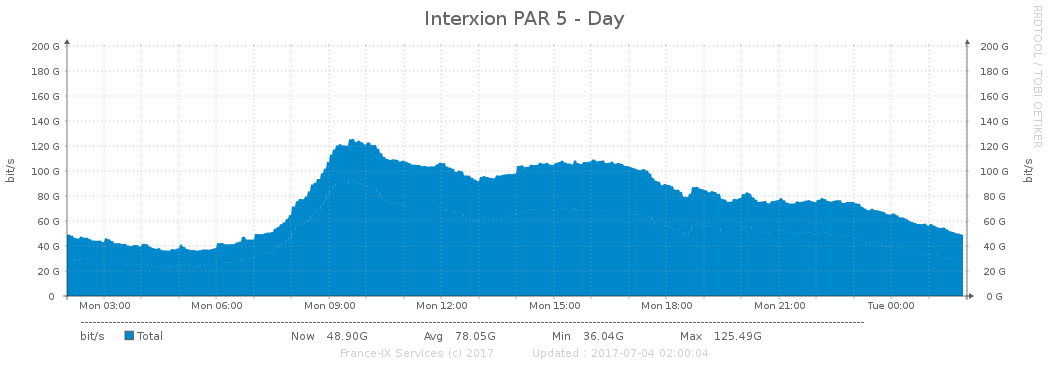 Interxion PAR 5 - Day
RRDTOOL / TOBI OETIKER
bit/s
200 G 200 G
180 G 180 G
160 G 160 G
140 G 140 G
120 G 120 G
100 G 100 G
80 G 80 G
60 G 60 G
40 G 40 G
20 G 20 G
0 0 G
bit/s
Mon 03:00 Mon 06:00 Mon 09:00 Mon 12:00 Mon 15:00 Mon 18:00 Mon 21:00 Tue 00:00
bit/s Total Now 48.90G Avg 78.05G Min 36.04G Max 125.49G
France-IX Services (c) 2017 Updated : 2017-07-04 02:00:04